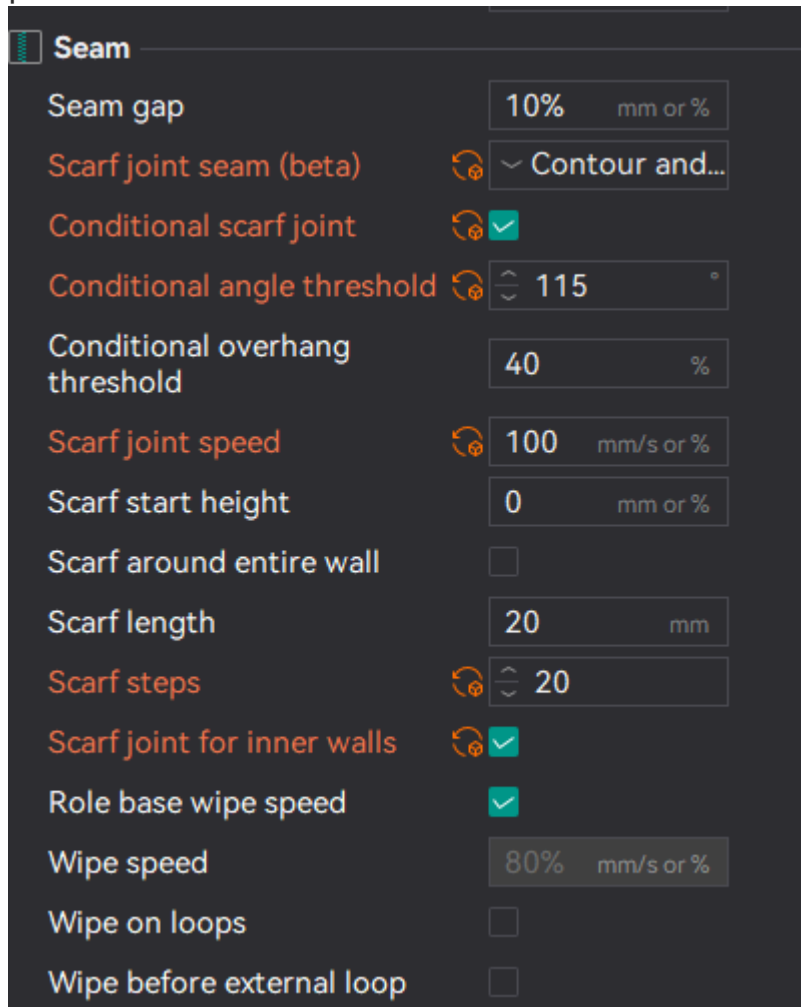 Seam
Seam gap 10% mm or %
Scarf joint seam (beta) Contour and...
Conditional scarf joint
Conditional angle threshold 115 °
Conditional overhang
threshold 40 %
Scarf joint speed 100 mm/s or %
Scarf start height 0 mm or %
Scarf around entire wall
Scarf length 20 mm
Scarf steps 20
Scarf joint for inner walls
Role base wipe speed
Wipe speed 80% mm/s or %
Wipe on loops
Wipe before external loop